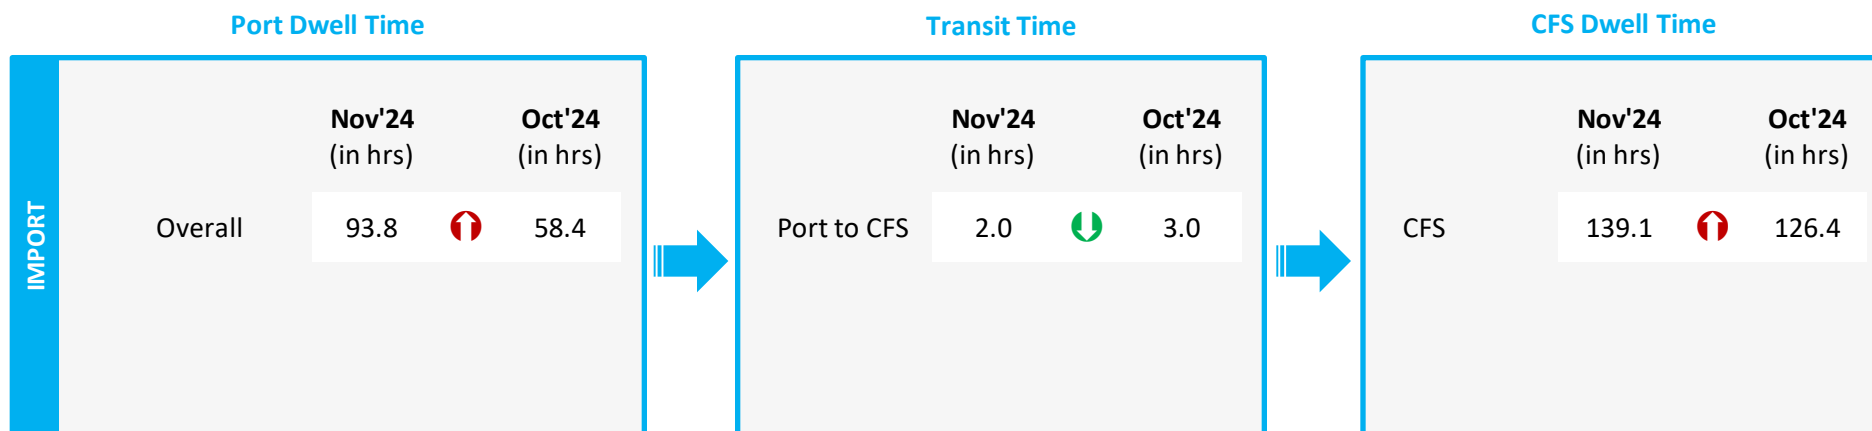 Port Dwell Time
Transit Time
CFS Dwell Time
IMPORT
Nov'24 Oct'24
(in hrs) (in hrs)
Overall 93.8 58.4
Nov'24 Oct'24
(in hrs) (in hrs)
Port to CFS 2.0 3.0
Nov'24 Oct'24
(in hrs) (in hrs)
CFS 139.1 126.4